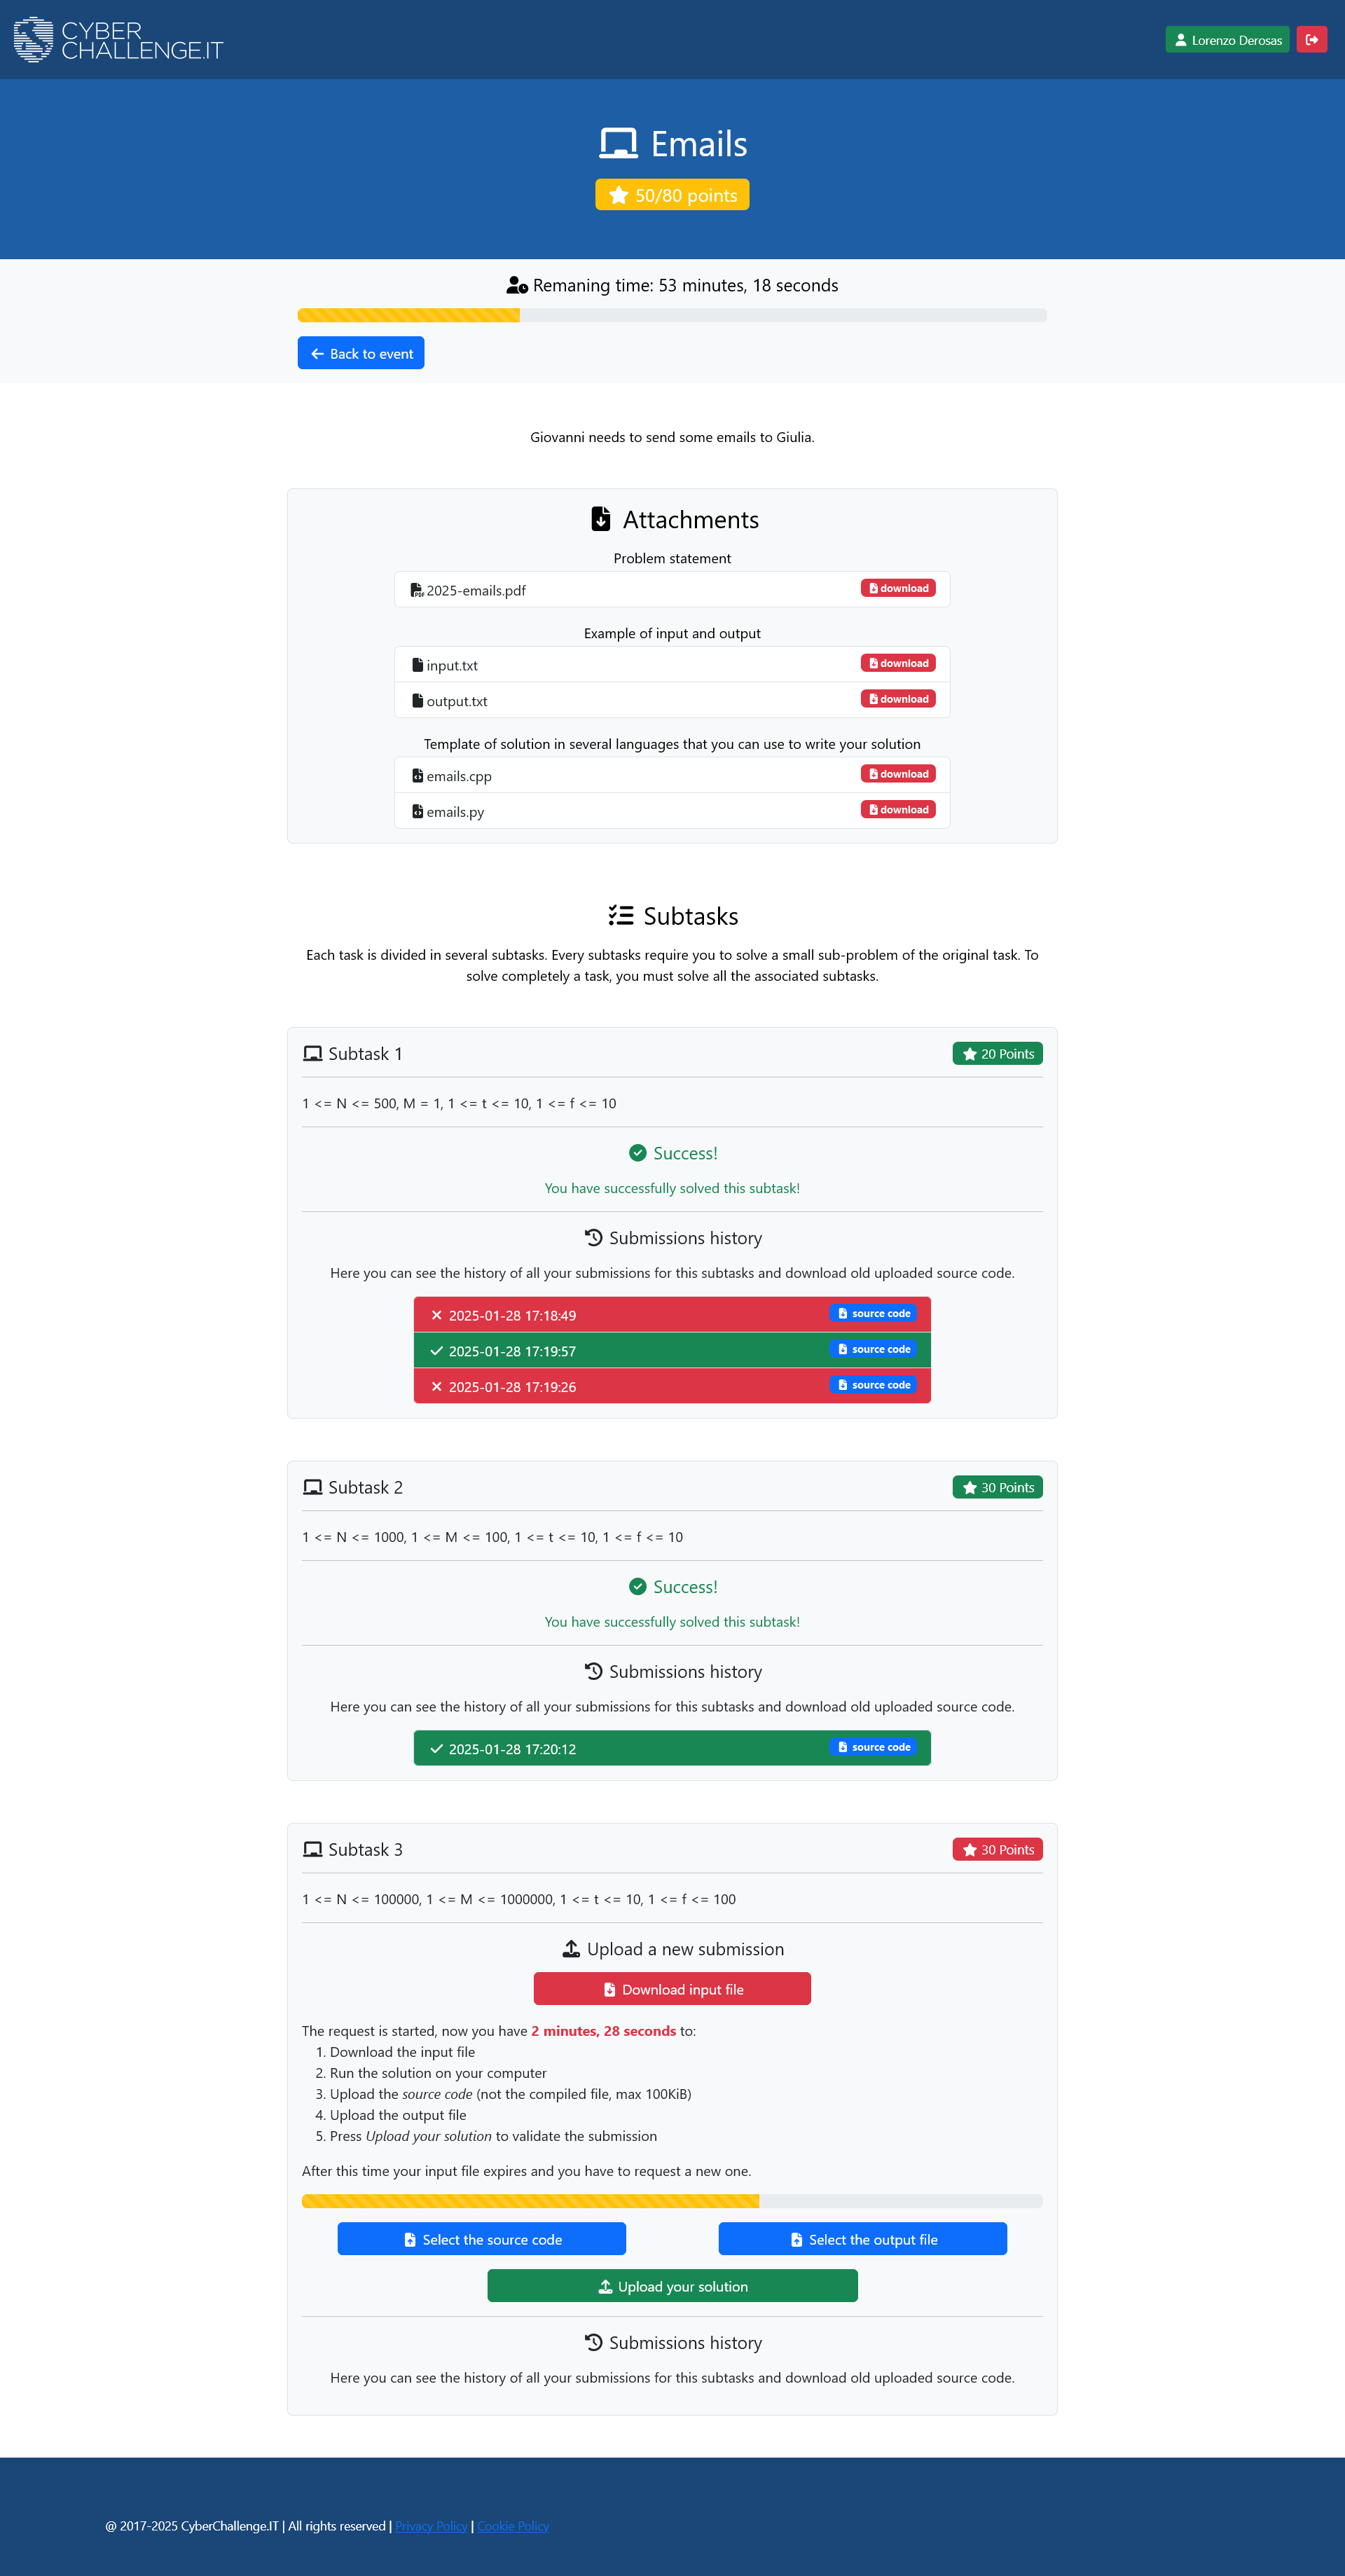 CYBER
CHALLENGE.IT
Lorenzo Derosas
Emails
50/80 points
Remaning time: 53 minutes, 18 seconds
Back to event
Giovanni needs to send some emails to Giulia.
Attachments
Problem statement
2025-emails.pdf download
Example of input and output
input.txt download
output.txt download
Template of solution in several languages that you can use to write your solution
emails.cpp download
emails.py download
Subtasks
Each task is divided in several subtasks. Every subtasks require you to solve a small sub-problem of the original task. To
solve completely a task, you must solve all the associated subtasks.
Subtask 1 20 Points
1 <= N <= 500, M = 1, 1 <= t <= 10, 1 <= f <= 10
Success!
You have successfully solved this subtask!
Submissions history
Here you can see the history of all your submissions for this subtasks and download old uploaded source code.
2025-01-28 17:18:49 source code
2025-01-28 17:19:57 source code
2025-01-28 17:19:26 source code
Subtask 2 30 Points
1 <= N <= 1000, 1 <= M <= 100, 1 <= t <= 10, 1 <= f <= 10
Success!
You have successfully solved this subtask!
Submissions history
Here you can see the history of all your submissions for this subtasks and download old uploaded source code.
2025-01-28 17:20:12 source code
Subtask 3 30 Points
1 <= N <= 100000, 1 <= M <= 1000000, 1 <= t <= 10, 1 <= f <= 100
Upload a new submission
Download input file
The request is started, now you have 2 minutes, 28 seconds to:
1. Download the input file
2. Run the solution on your computer
3. Upload the source code (not the compiled file, max 100KiB)
4. Upload the output file
5. Press Upload your solution to validate the submission
After this time your input file expires and you have to request a new one.
Select the source code Select the output file
Upload your solution
Submissions history
Here you can see the history of all your submissions for this subtasks and download old uploaded source code.
@ 2017-2025 CyberChallenge.IT | All rights reserved | Privacy Policy | Cookie Policy